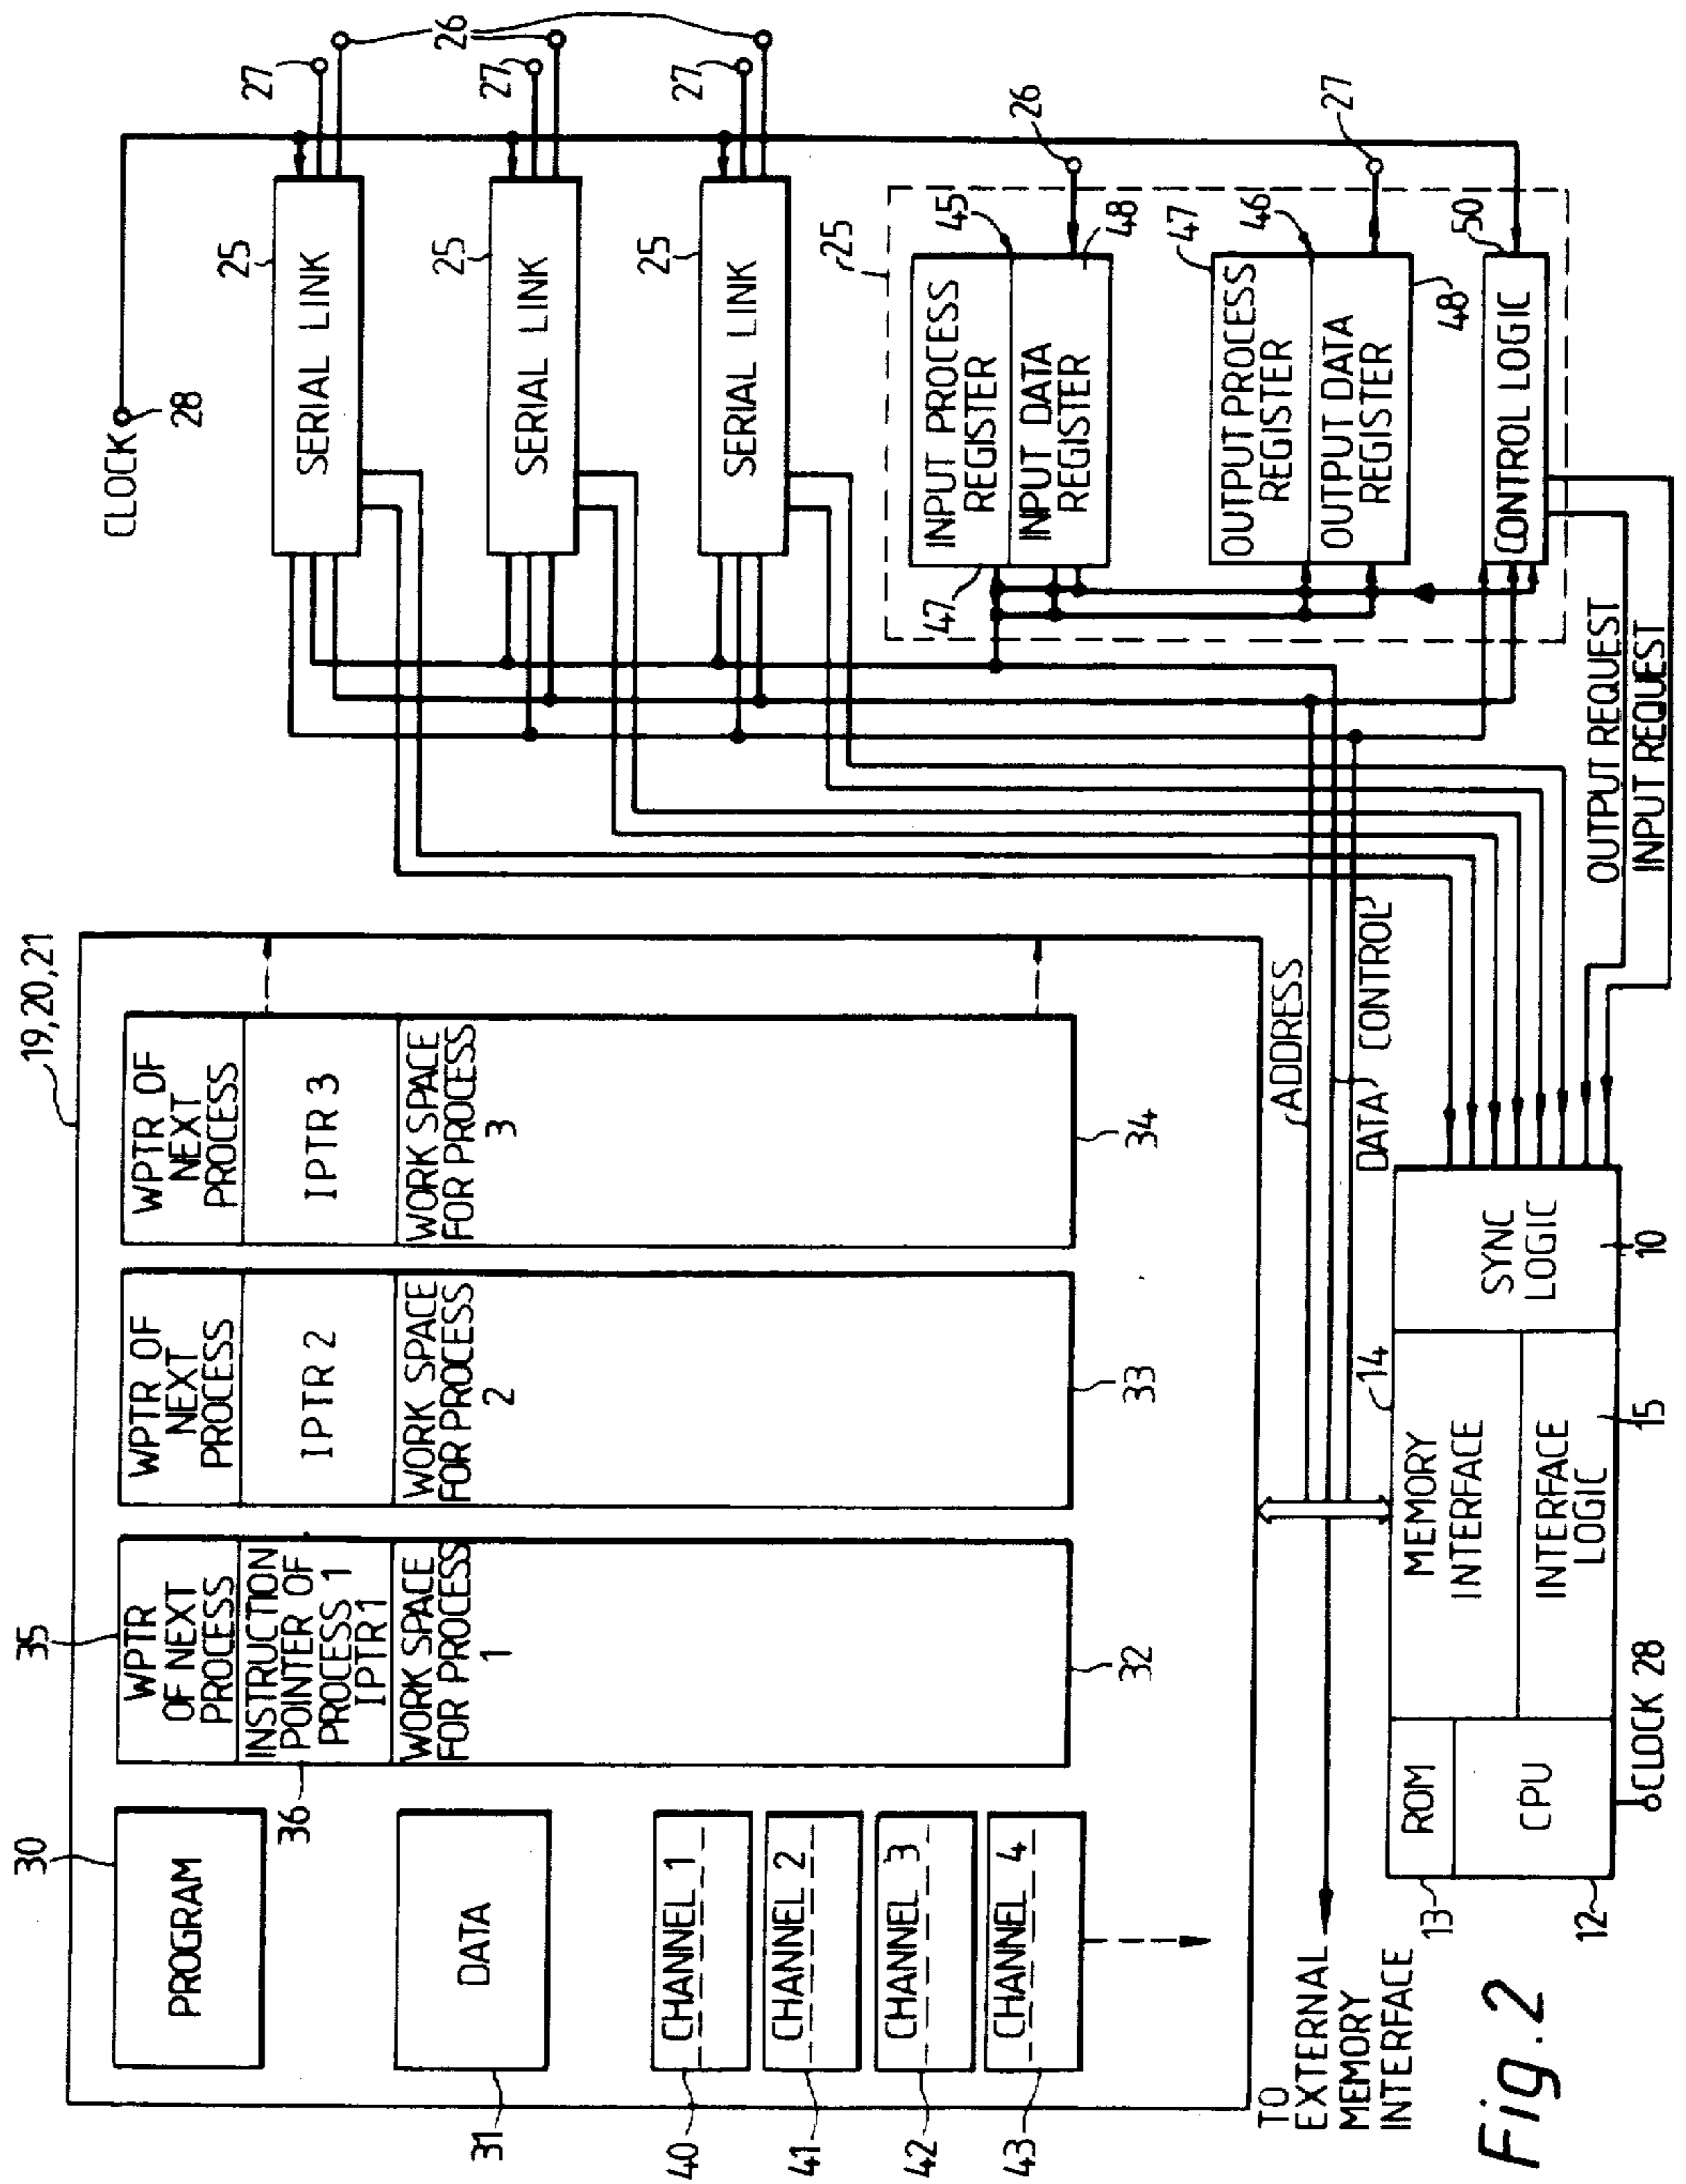 19,20,21
35
30
PROGRAM
WPTR
OF NEXT
PROCESS
INSTRUCTION
POINTER OF
PROCESS 1
IPTR1
WORK SPACE
FOR PROCESS
1
36
WPTR OF
NEXT
PROCESS
IPTR 2
WORK SPACE
FOR PROCESS
2
WPTR OF
NEXT
PROCESS
IPTR 3
WORK SPACE
FOR PROCESS
3
DATA
31
CHANNEL 1
40
CHANNEL 2
41
CHANNEL 3
42
CHANNEL 4
43
32
33
34
CLOCK
28
SERIAL LINK
25
27
26
SERIAL LINK
25
27
SERIAL LINK
25
27
25
INPUT PROCESS
REGISTER
INPUT DATA
REGISTER
47
45
48
26
OUTPUT PROCESS
REGISTER
OUTPUT DATA
REGISTER
47
46
48
27
CONTROL LOGIC
50
OUTPUT REQUEST
INPUT REQUEST
ADDRESS
DATA
CONTROL
TO
EXTERNAL
MEMORY
INTERFACE
13
ROM
CPU
12
CLOCK 28
14
MEMORY
INTERFACE
INTERFACE
LOGIC
15
SYNC
LOGIC
10
Fig.2